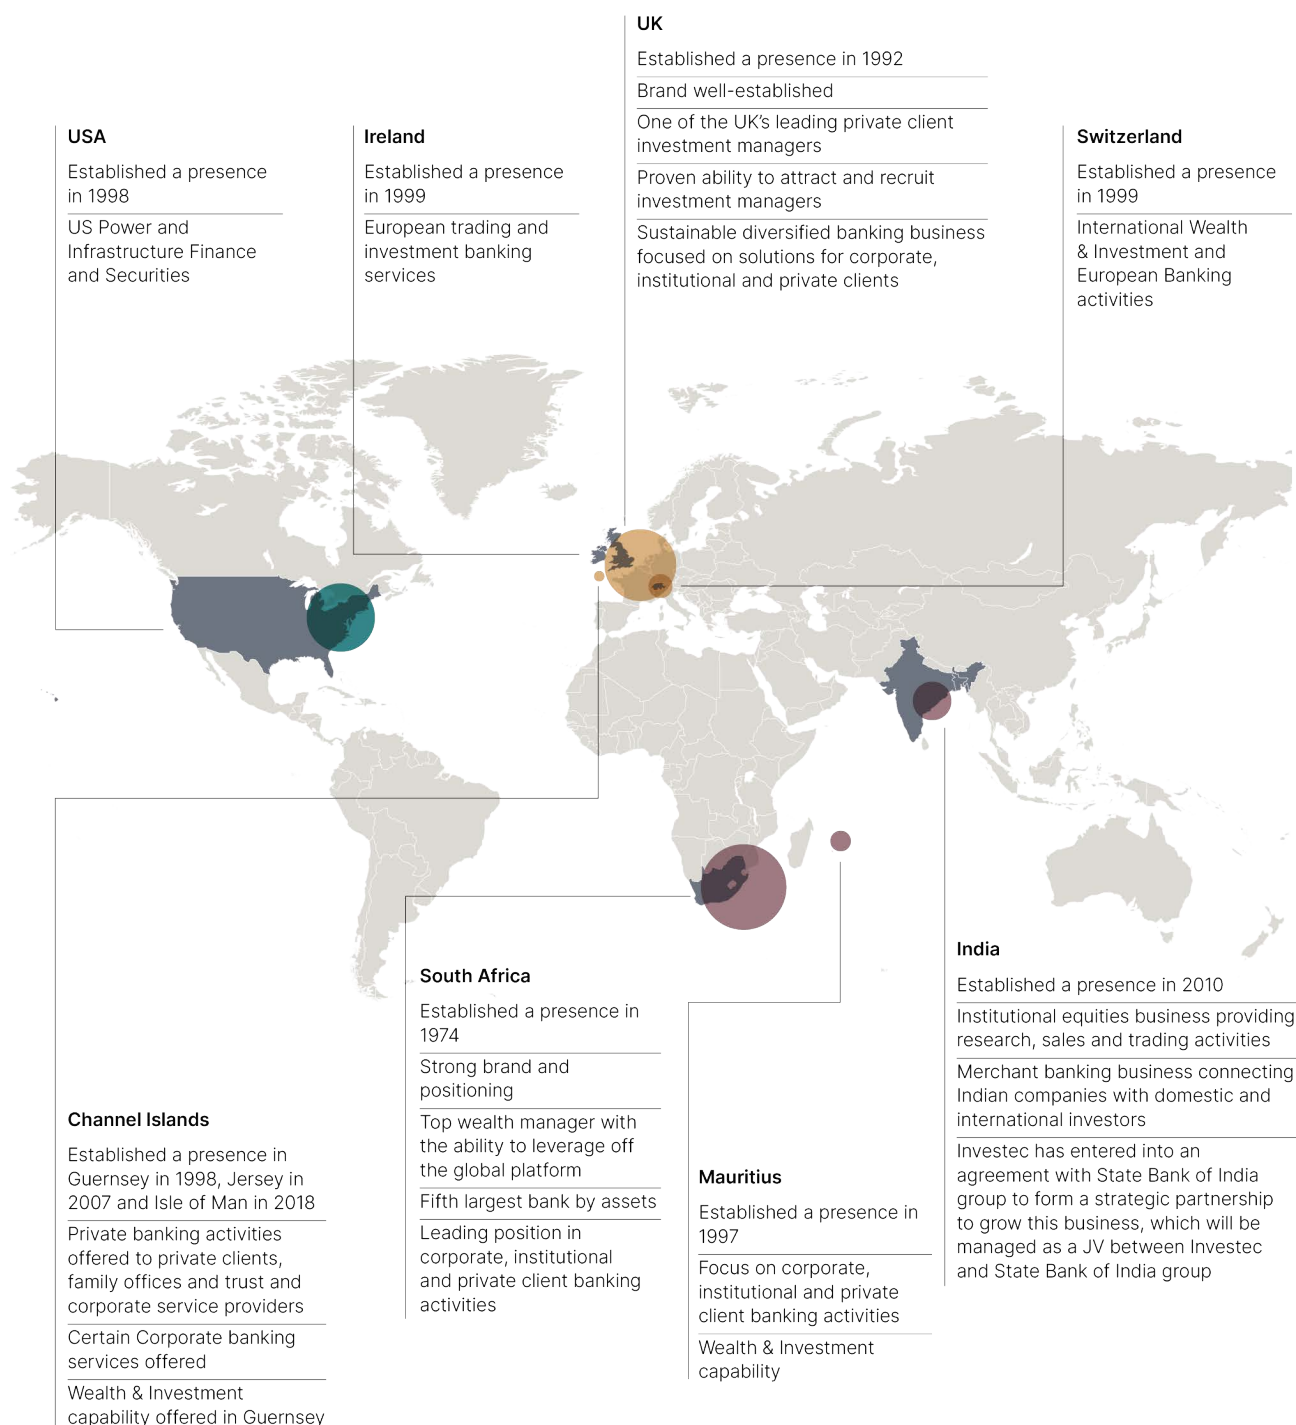 UK
Established a presence in 1992
Brand well-established
One of the UK’s leading private client
investment managers
Proven ability to attract and recruit
investment managers
Sustainable diversified banking business
focused on solutions for corporate,
institutional and private clients
USA
Established a presence
in 1998
US Power and
Infrastructure Finance
and Securities
Ireland
Established a presence
in 1999
European trading and
investment banking
services
Switzerland
Established a presence
in 1999
International Wealth
& Investment and
European Banking
activities
Channel Islands
Established a presence in
Guernsey in 1998, Jersey in
2007 and Isle of Man in 2018
Private banking activities
offered to private clients,
family offices and trust and
corporate service providers
Certain Corporate banking
services offered
Wealth & Investment
capability offered in Guernsey
South Africa
Established a presence in
1974
Strong brand and
positioning
Top wealth manager with
the ability to leverage off
the global platform
Fifth largest bank by assets
Leading position in
corporate, institutional
and private client banking
activities
Mauritius
Established a presence in
1997
Focus on corporate,
institutional and private
client banking activities
Wealth & Investment
capability
India
Established a presence in 2010
Institutional equities business providing
research, sales and trading activities
Merchant banking business connecting
Indian companies with domestic and
international investors
Investec has entered into an
agreement with State Bank of India
group to form a strategic partnership
to grow this business, which will be
managed as a JV between Investec
and State Bank of India group